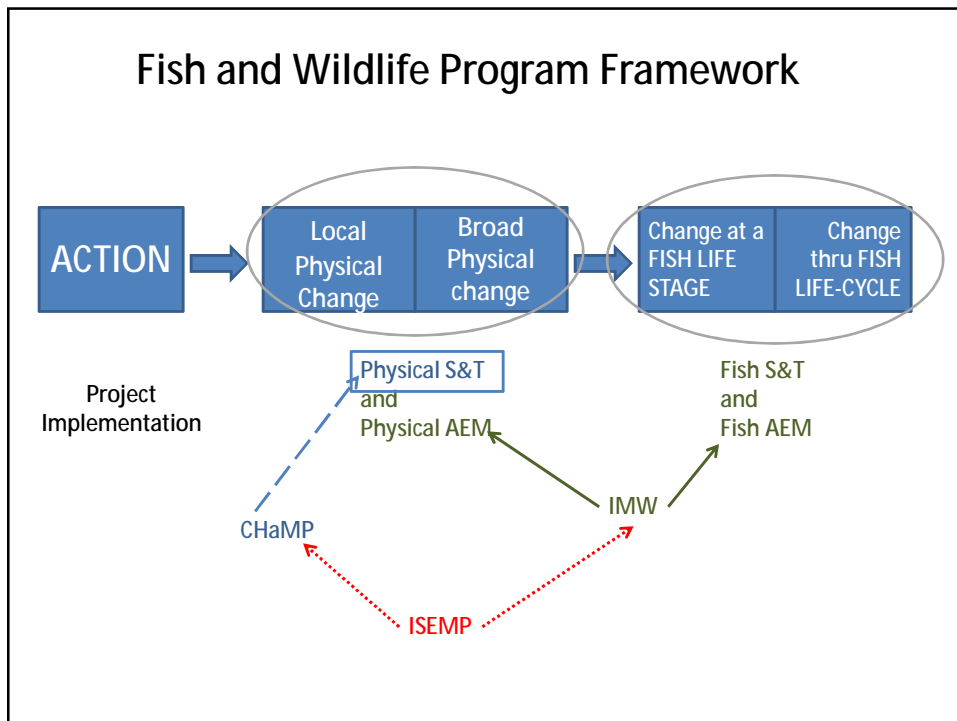 Fish and Wildlife Program Framework
ACTION
Local
Physical
Change
Broad
Physical
change
Change at a
FISH LIFE
STAGE
Change
thru FISH
LIFE-CYCLE
Project
Implementation
Physical S&T
and
Physical AEM
Fish S&T
and
Fish AEM
CHaMP
IMW
ISEMP